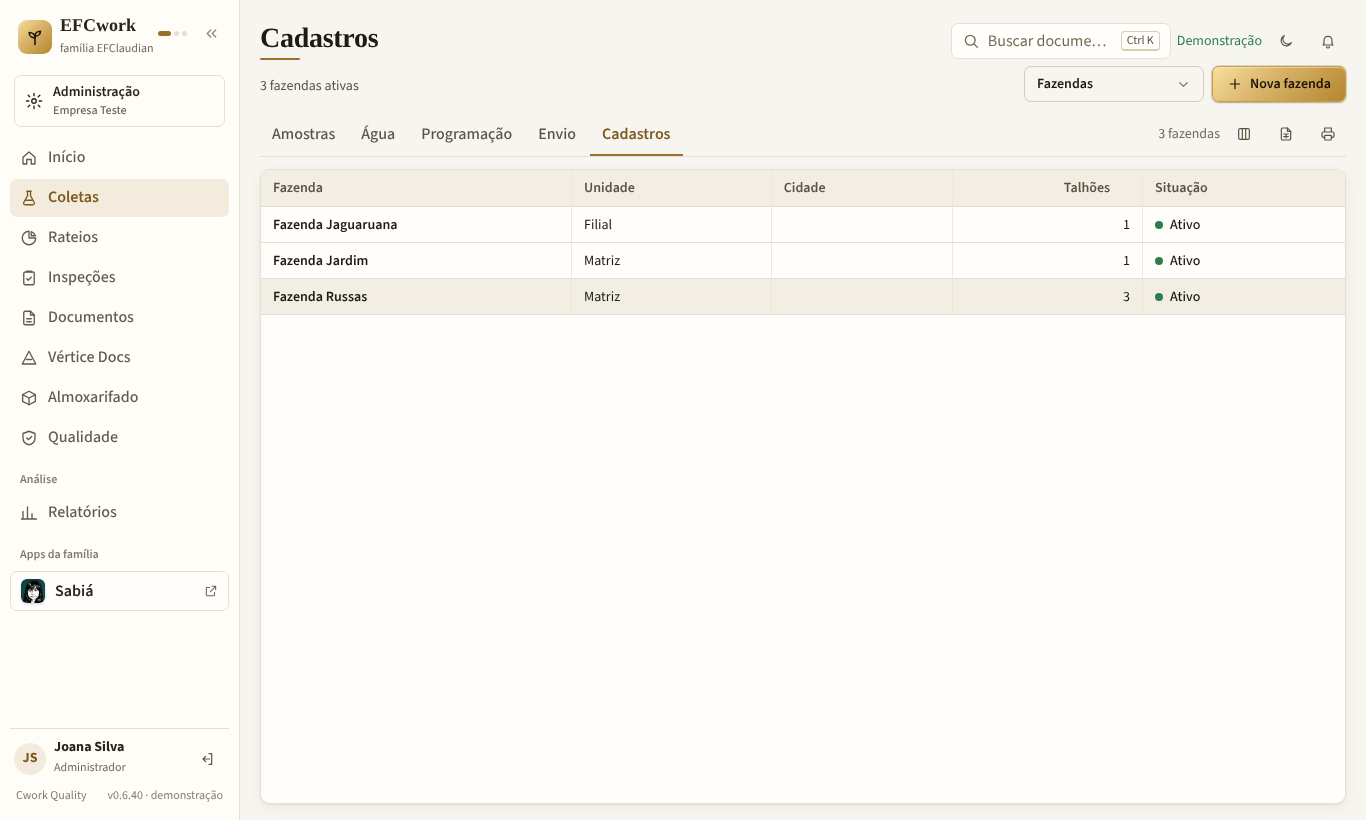 EFCwork
família EFClaudian
Administração
Empresa Teste
Início
Coletas
Rateios
Inspeções
Documentos
Vértice Docs
Almoxarifado
Qualidade
Análise
Relatórios
Apps da família
Sabiá
JS
Joana Silva
Administrador
Cwork Quality v0.6.40 · demonstração
Cadastros
Buscar docume… Ctrl K Demonstração
3 fazendas ativas
Fazendas
Nova fazenda
Amostras Água Programação Envio Cadastros
3 fazendas
Fazenda Unidade Cidade Talhões Situação
Fazenda Jaguaruana Filial 1 Ativo
Fazenda Jardim Matriz 1 Ativo
Fazenda Russas Matriz 3 Ativo